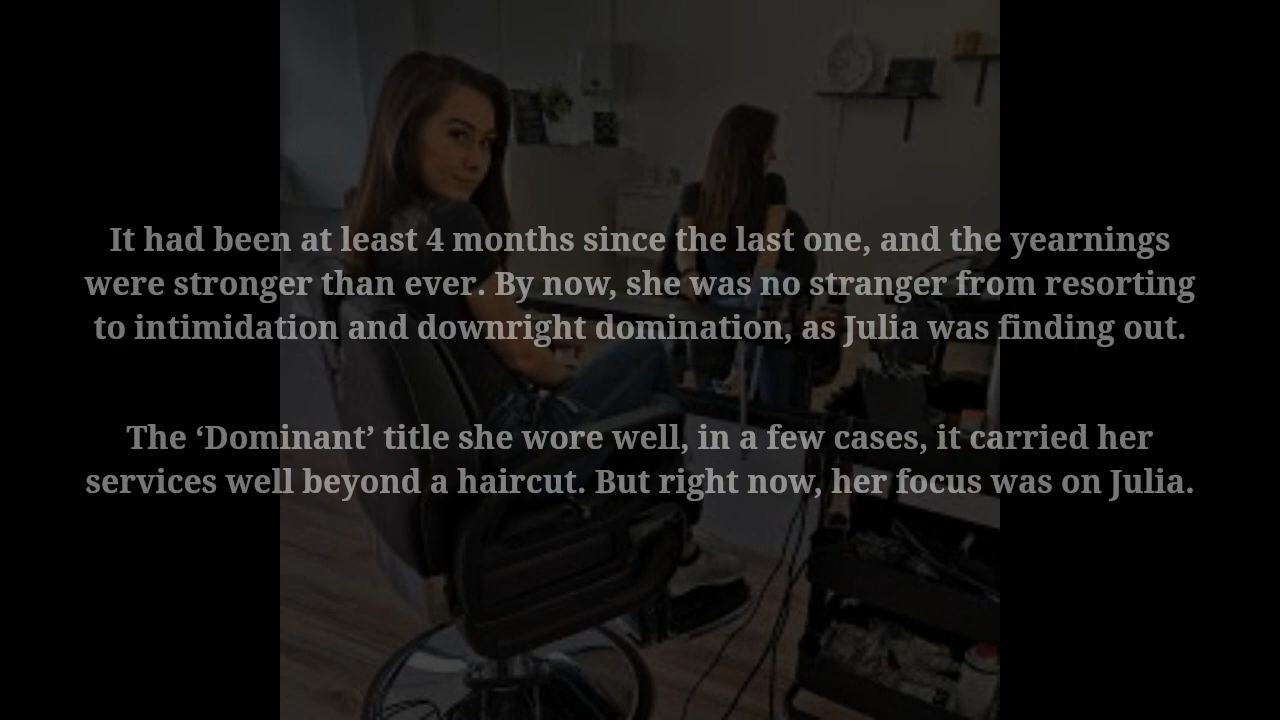 It had been at least 4 months since the last one, and the yearnings
were stronger than ever. By now, she was no stranger from resorting
to intimidation and downright domination, as Julia was finding out.
The ‘Dominant’ title she wore well, in a few cases, it carried her
services well beyond a haircut. But right now, her focus was on Julia.